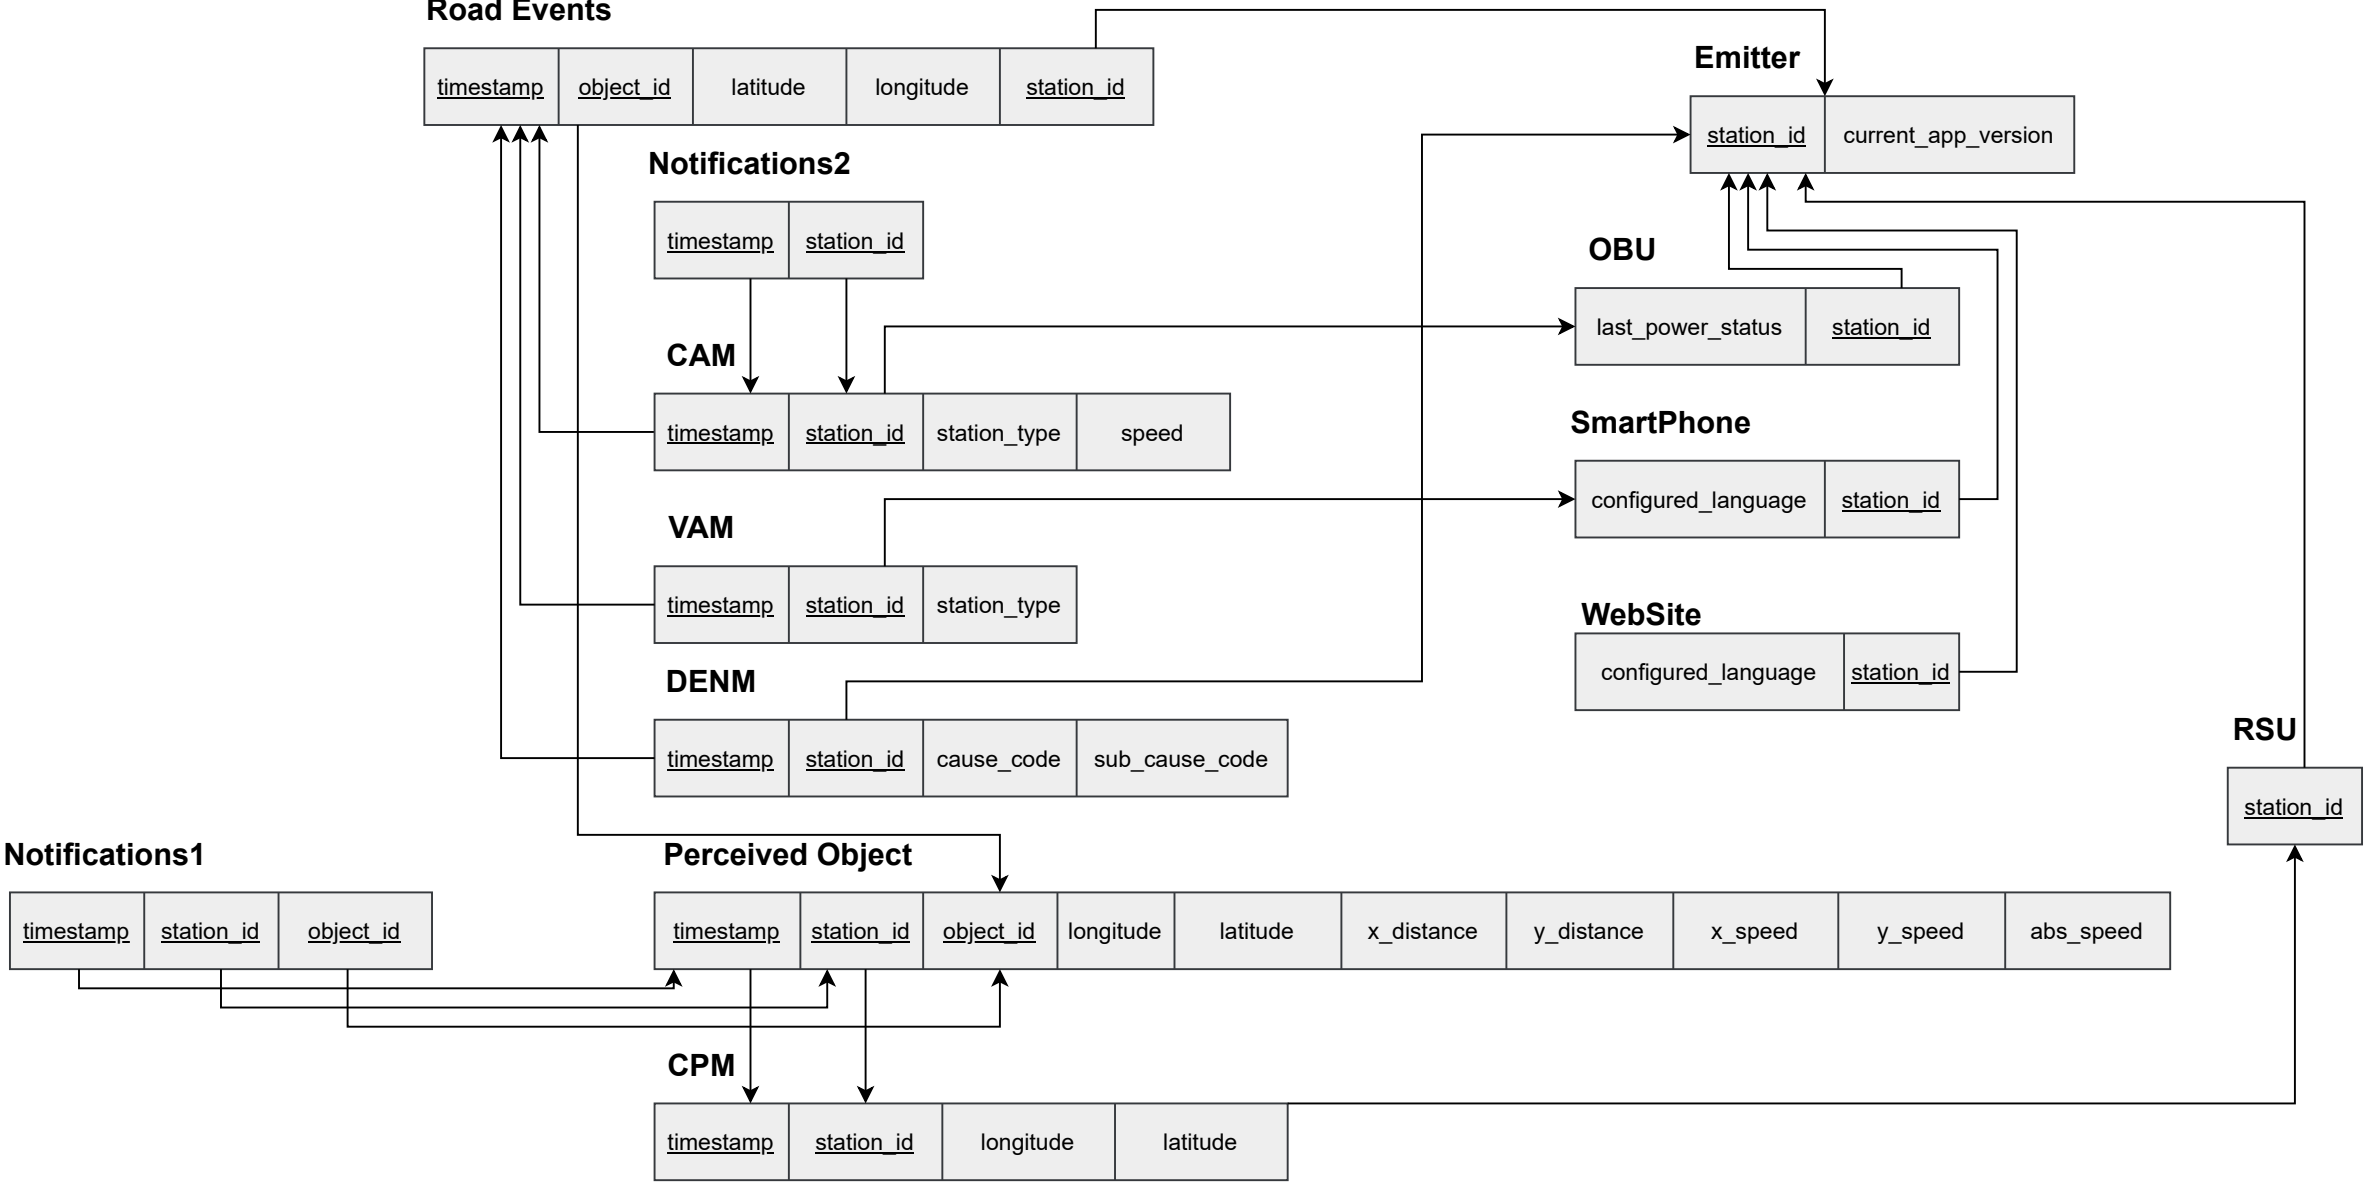 Road Events
timestamp object_id latitude longitude station_id
Emitter
station_id current_app_version
Notifications2
timestamp station_id
OBU
last_power_status station_id
CAM
timestamp station_id station_type speed
SmartPhone
configured_language station_id
VAM
timestamp station_id station_type
WebSite
configured_language station_id
DENM
timestamp station_id cause_code sub_cause_code
RSU
station_id
Notifications1
timestamp station_id object_id
Perceived Object
timestamp station_id object_id longitude latitude x_distance y_distance x_speed y_speed abs_speed
CPM
timestamp station_id longitude latitude